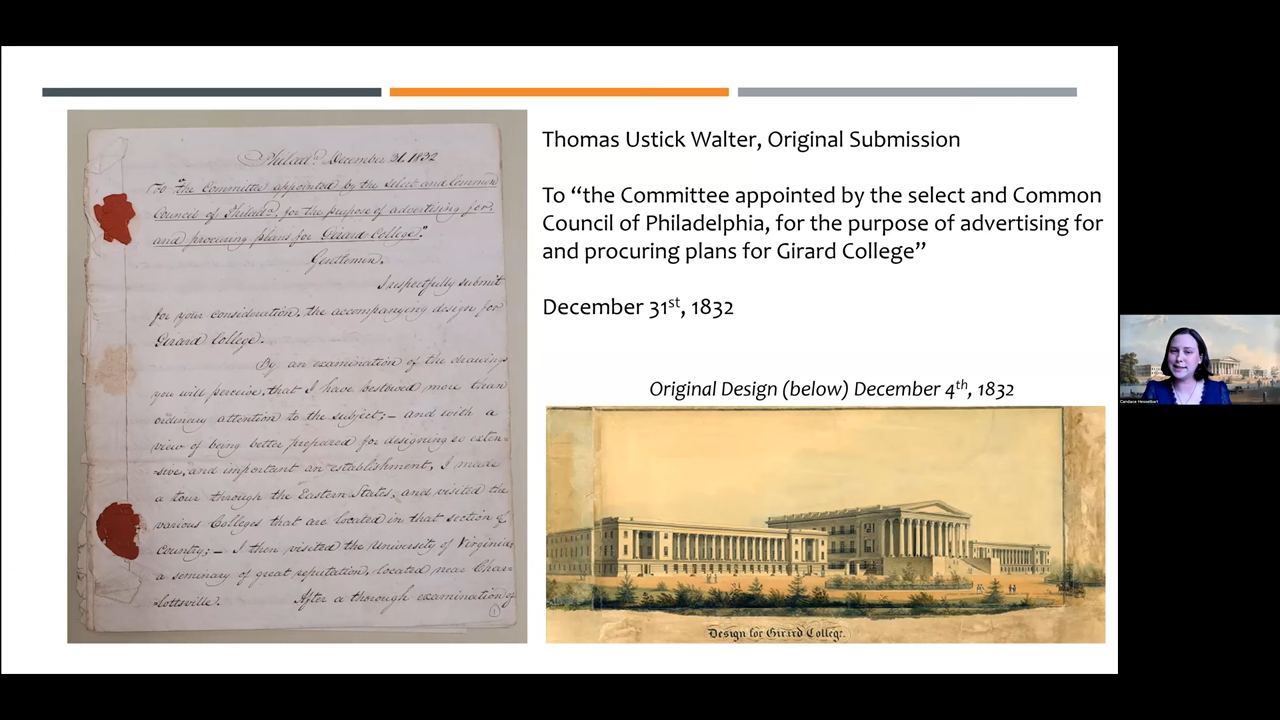 Philad.ª December 31. 1832
To "the Committee appointed by the select and Common
Council of Philad.ª, for the purpose of advertising for,
and procuring plans for Girard College".
Gentlemen.
I respectfully submit
for your consideration, the accompanying design for
Girard College.
By an examination of the drawings
you will perceive, that I have bestowed more than
ordinary attention to the subject; – and with a
view of being better prepared for designing so exten-
-sive, and important an establishment, I made
a tour through the Eastern States, and visited the
various Colleges that are located in that section of
Country; – I then visited the University of Virginia,
a seminary of great reputation, located near Char-
-lottsville. After a thorough examination of
1
Thomas Ustick Walter, Original Submission
To “the Committee appointed by the select and Common
Council of Philadelphia, for the purpose of advertising for
and procuring plans for Girard College”
December 31st, 1832
Original Design (below) December 4th, 1832
Design for Girard College.
Candace Hesselbart